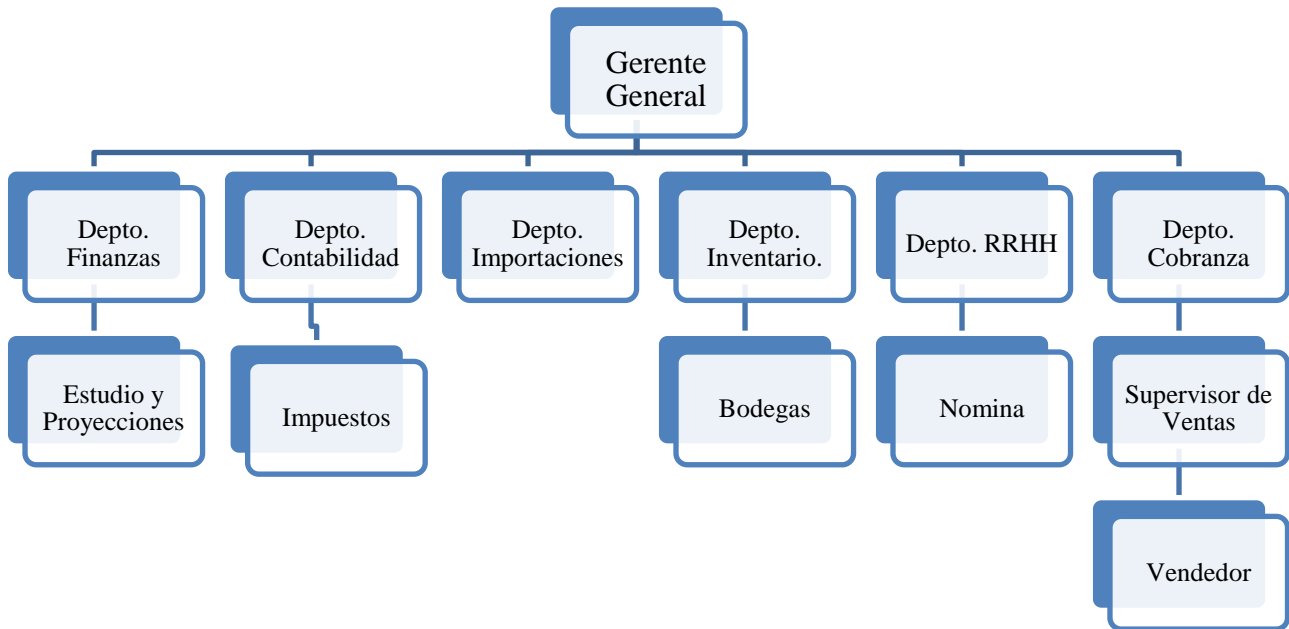 Gerente
General
Depto.
Finanzas
Depto.
Contabilidad
Depto.
Importaciones
Depto.
Inventario.
Depto. RRHH
Depto.
Cobranza
Estudio y
Proyecciones
Impuestos
Bodegas
Nomina
Supervisor de
Ventas
Vendedor